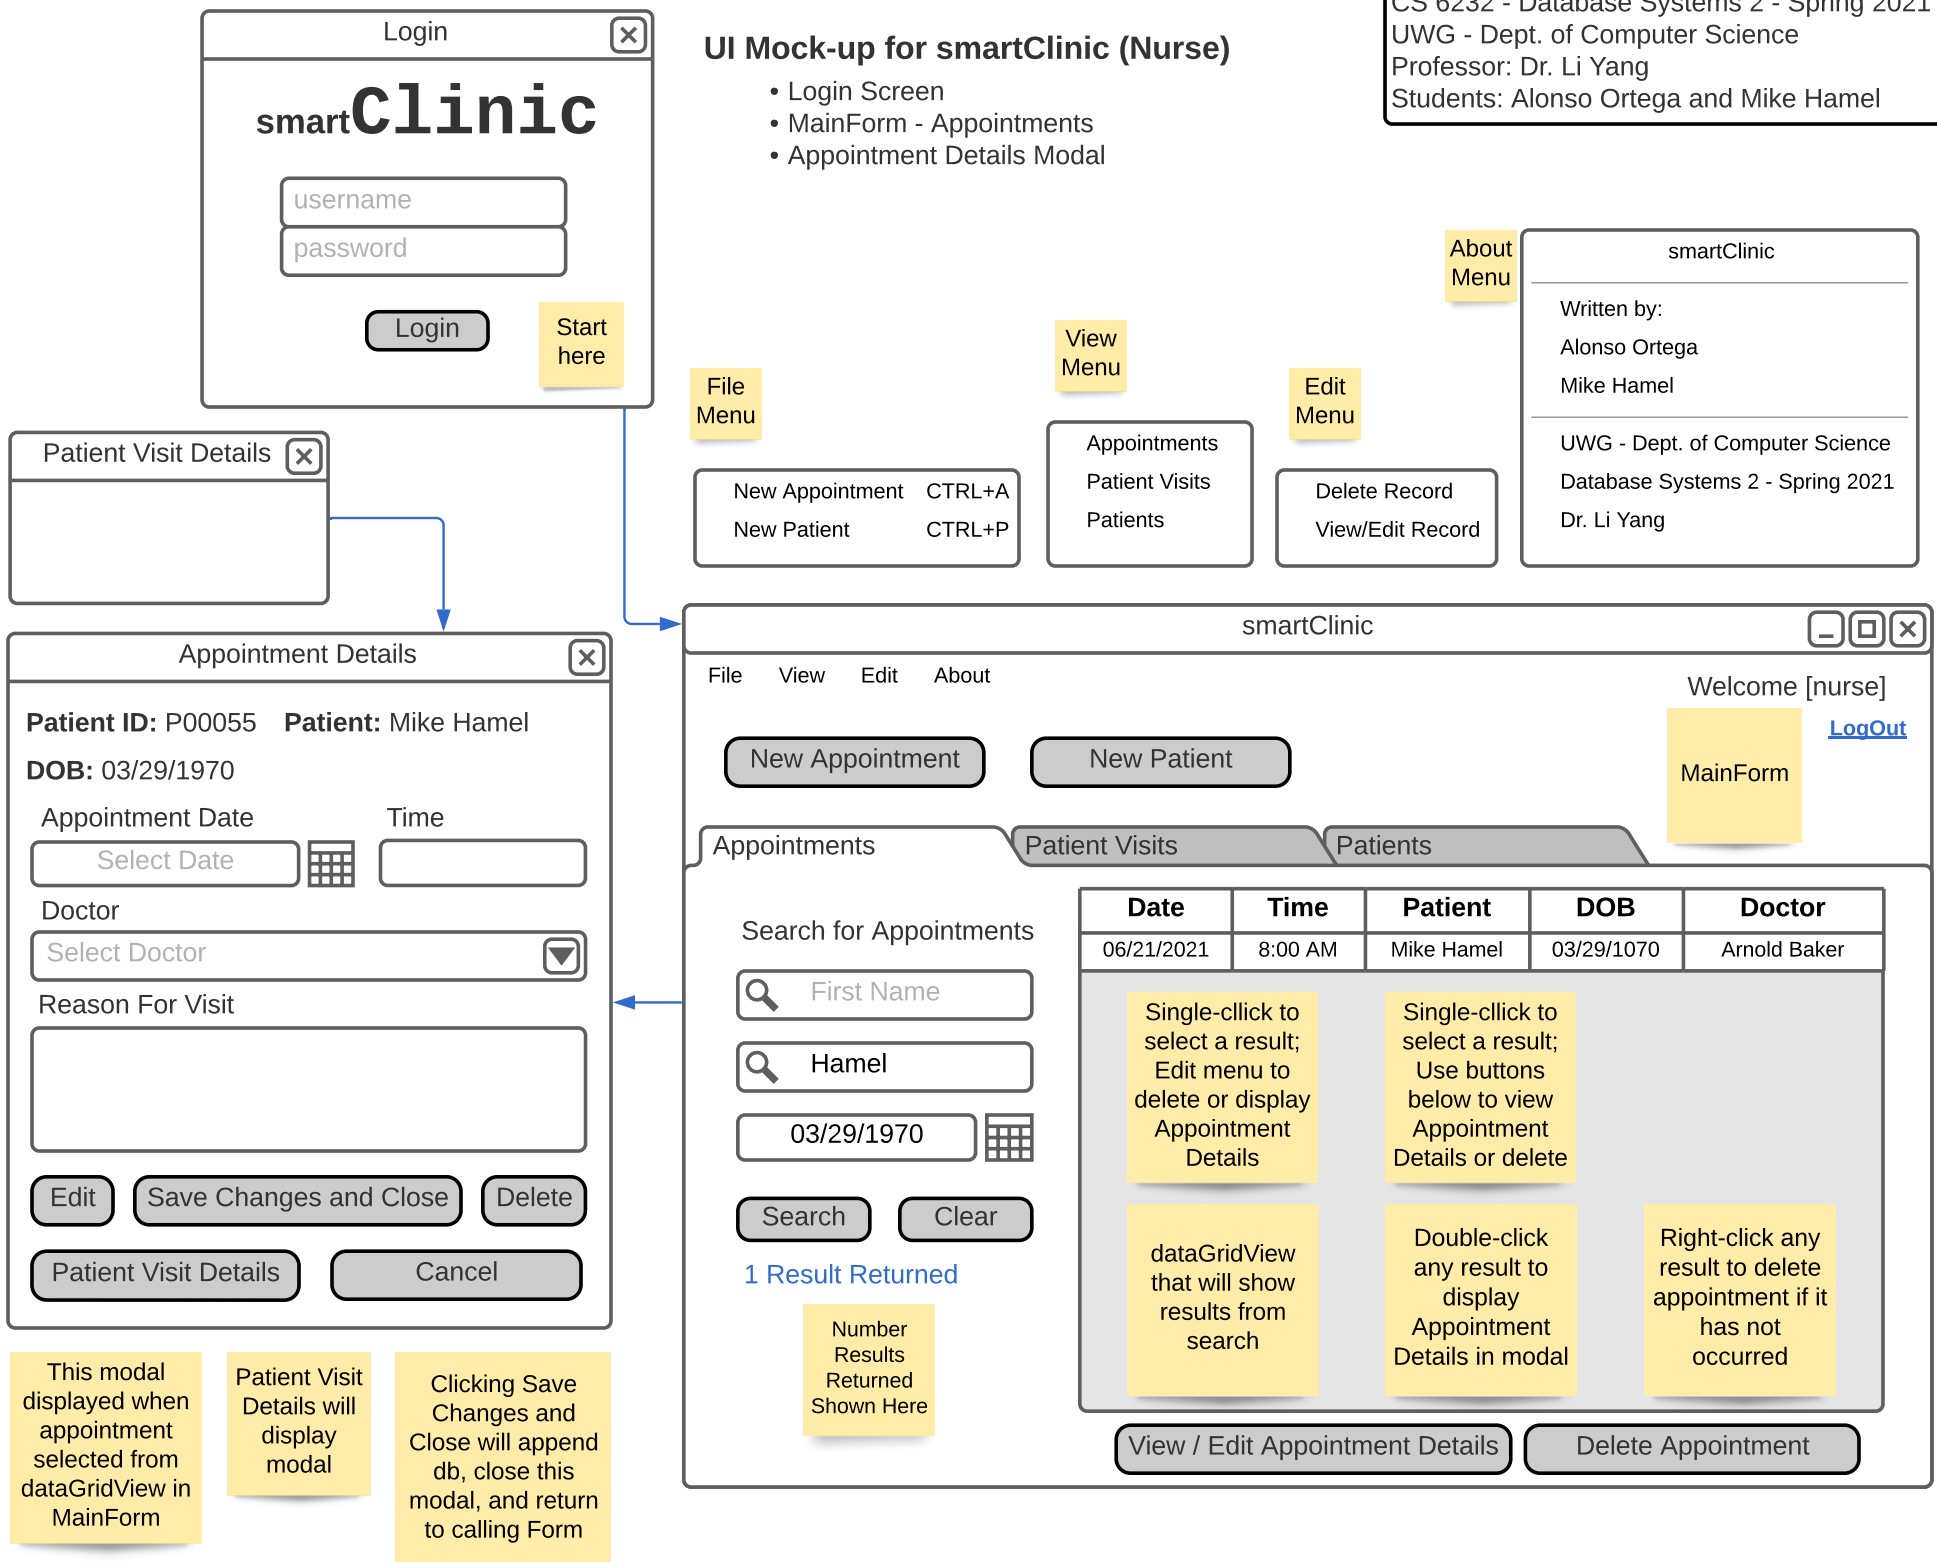 Login
smartClinic
username
password
Login
Start
here
UI Mock-up for smartClinic (Nurse)
• Login Screen
• MainForm - Appointments
• Appointment Details Modal
CS 6232 - Database Systems 2 - Spring 2021
UWG - Dept. of Computer Science
Professor: Dr. Li Yang
Students: Alonso Ortega and Mike Hamel
File
Menu
New Appointment CTRL+A
New Patient CTRL+P
View
Menu
Appointments
Patient Visits
Patients
Edit
Menu
Delete Record
View/Edit Record
About
Menu
smartClinic
Written by:
Alonso Ortega
Mike Hamel
UWG - Dept. of Computer Science
Database Systems 2 - Spring 2021
Dr. Li Yang
Patient Visit Details
Appointment Details
Patient ID: P00055 Patient: Mike Hamel
DOB: 03/29/1970
Appointment Date Time
Select Date
Doctor
Select Doctor
Reason For Visit
Edit Save Changes and Close Delete
Patient Visit Details Cancel
This modal
displayed when
appointment
selected from
dataGridView in
MainForm
Patient Visit
Details will
display
modal
Clicking Save
Changes and
Close will append
db, close this
modal, and return
to calling Form
smartClinic
File View Edit About
Welcome [nurse]
LogOut
MainForm
New Appointment New Patient
Appointments Patient Visits Patients
Search for Appointments
First Name
Hamel
03/29/1970
Search Clear
1 Result Returned
Number
Results
Returned
Shown Here
Date Time Patient DOB Doctor
06/21/2021 8:00 AM Mike Hamel 03/29/1070 Arnold Baker
Single-cllick to
select a result;
Edit menu to
delete or display
Appointment
Details
Single-cllick to
select a result;
Use buttons
below to view
Appointment
Details or delete
dataGridView
that will show
results from
search
Double-click
any result to
display
Appointment
Details in modal
Right-click any
result to delete
appointment if it
has not
occurred
View / Edit Appointment Details Delete Appointment